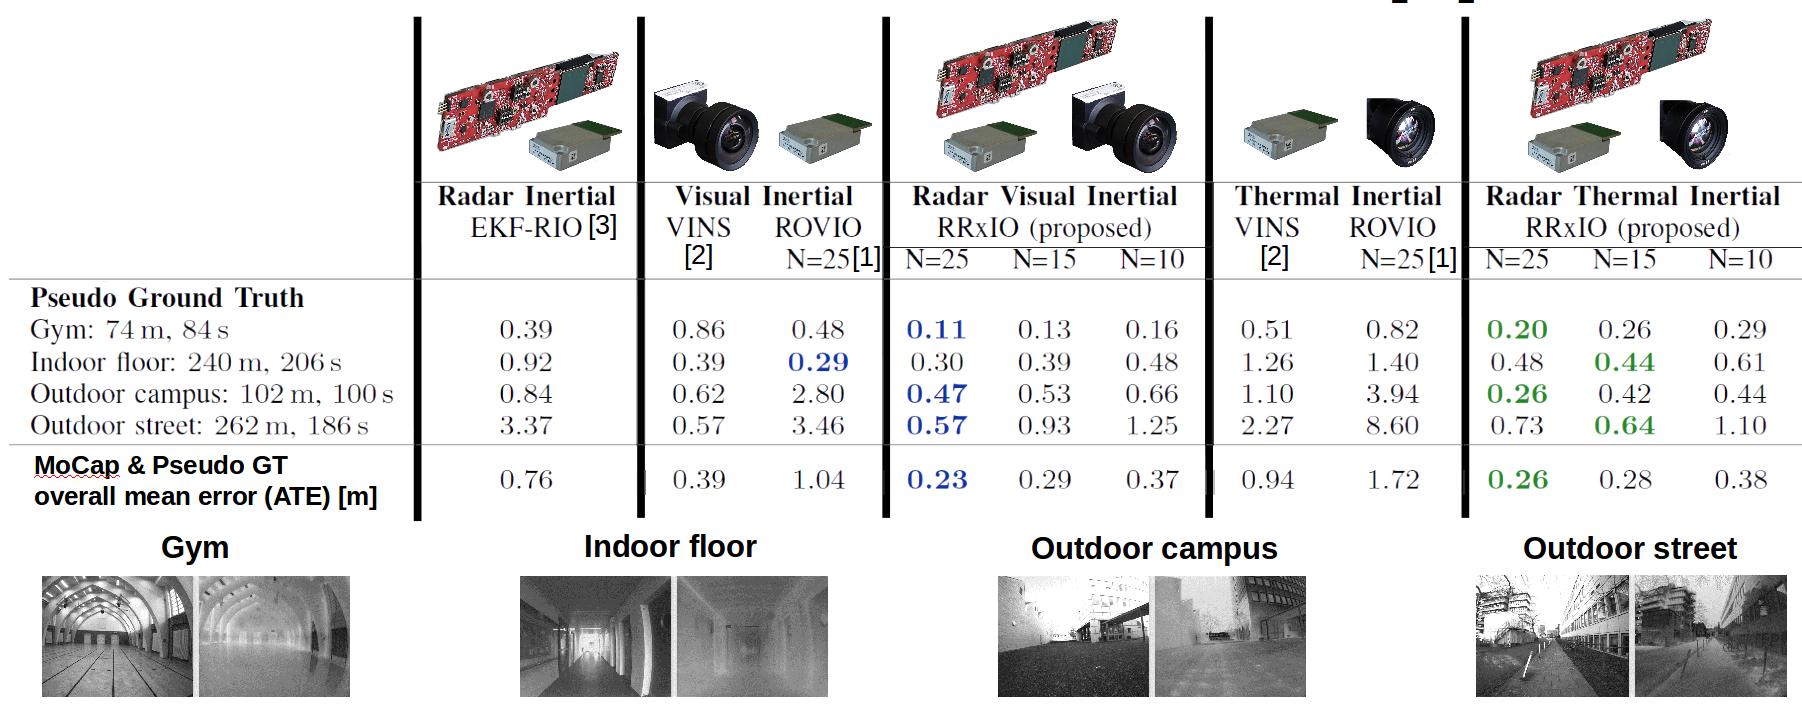 Radar Inertial Visual Inertial Radar Visual Inertial Thermal Inertial Radar Thermal Inertial
EKF-RIO [3] VINS ROVIO RRxIO (proposed) VINS ROVIO RRxIO (proposed)
[2] N=25 [1] N=25 N=15 N=10 [2] N=25 [1] N=25 N=15 N=10
Pseudo Ground Truth
Gym: 74 m, 84 s 0.39 0.86 0.48 0.11 0.13 0.16 0.51 0.82 0.20 0.26 0.29
Indoor floor: 240 m, 206 s 0.92 0.39 0.29 0.30 0.39 0.48 1.26 1.40 0.48 0.44 0.61
Outdoor campus: 102 m, 100 s 0.84 0.62 2.80 0.47 0.53 0.66 1.10 3.94 0.26 0.42 0.44
Outdoor street: 262 m, 186 s 3.37 0.57 3.46 0.57 0.93 1.25 2.27 8.60 0.73 0.64 1.10
MoCap & Pseudo GT
overall mean error (ATE) [m] 0.76 0.39 1.04 0.23 0.29 0.37 0.94 1.72 0.26 0.28 0.38
Gym Indoor floor Outdoor campus Outdoor street